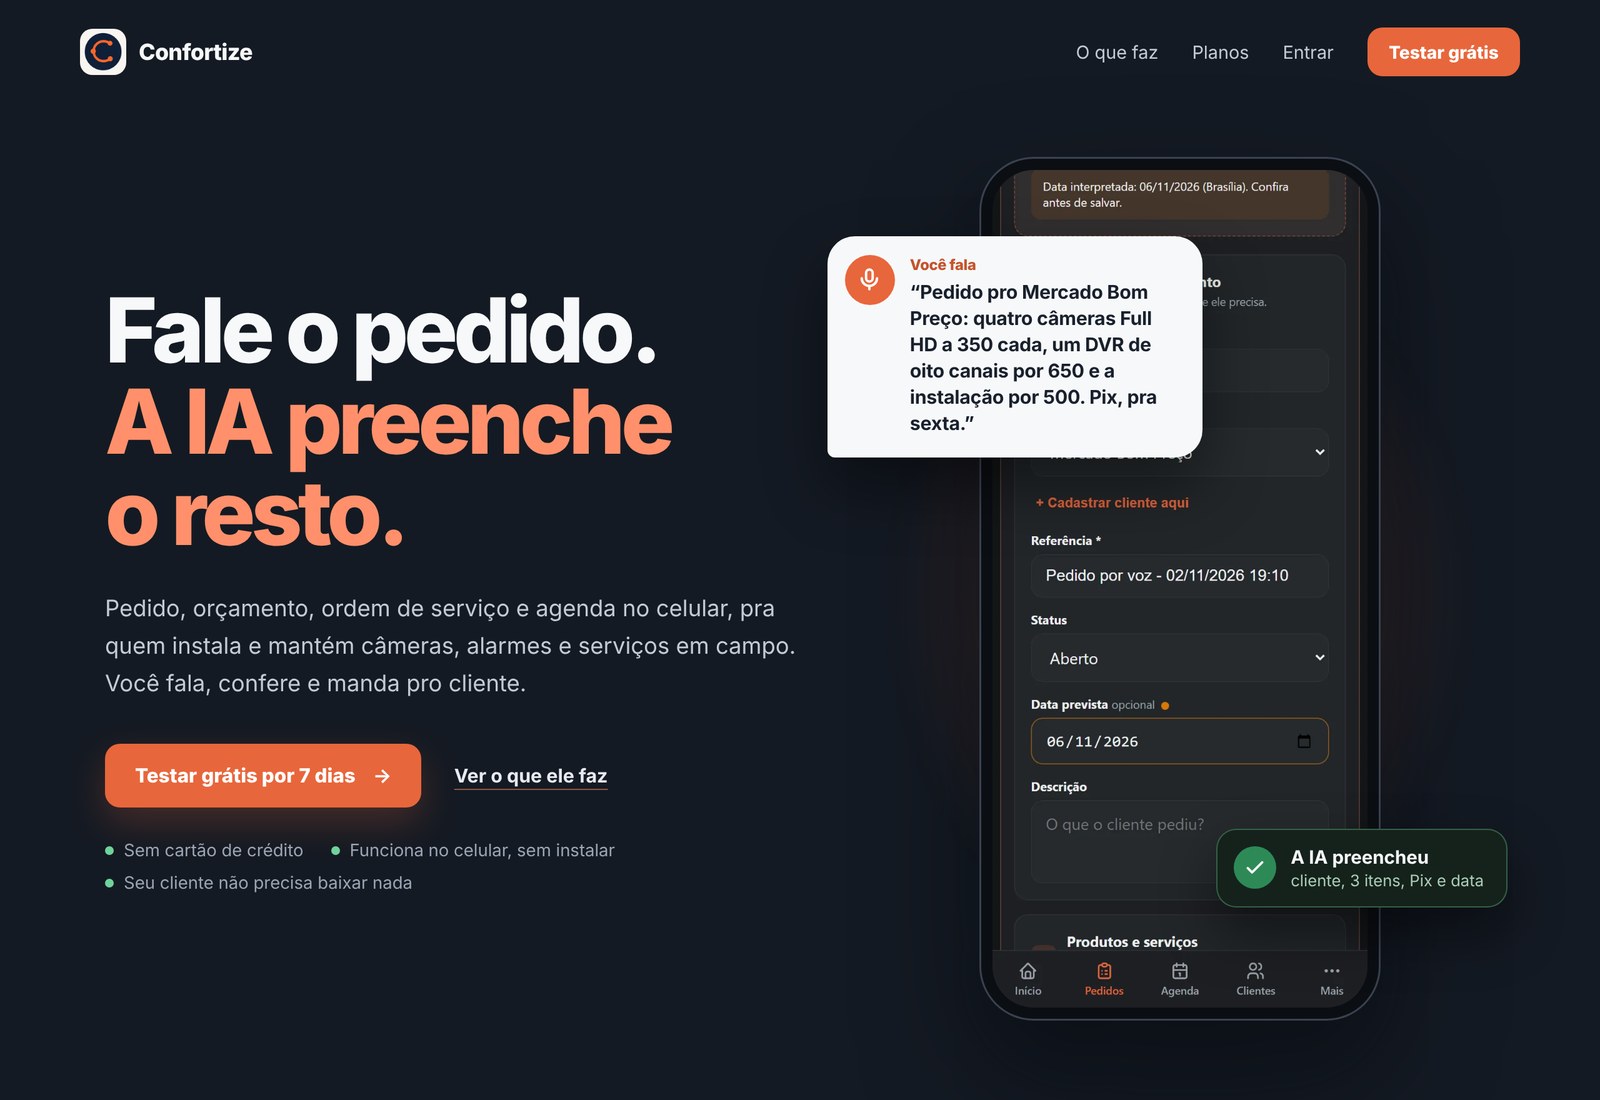 Confortize
O que faz
Planos
Entrar
Testar grátis
Fale o pedido.
A IA preenche
o resto.
Pedido, orçamento, ordem de serviço e agenda no celular, pra
quem instala e mantém câmeras, alarmes e serviços em campo.
Você fala, confere e manda pro cliente.
Testar grátis por 7 dias →
Ver o que ele faz
Sem cartão de crédito
Funciona no celular, sem instalar
Seu cliente não precisa baixar nada
Data interpretada: 06/11/2026 (Brasília). Confira
antes de salvar.
Você fala
“Pedido pro Mercado Bom
Preço: quatro câmeras Full
HD a 350 cada, um DVR de
oito canais por 650 e a
instalação por 500. Pix, pra
sexta.”
e ele precisa.
+ Cadastrar cliente aqui
Referência *
Pedido por voz - 02/11/2026 19:10
Status
Aberto
Data prevista opcional
06/11/2026
Descrição
O que o cliente pediu?
A IA preencheu
cliente, 3 itens, Pix e data
Produtos e serviços
Início
Pedidos
Agenda
Clientes
Mais